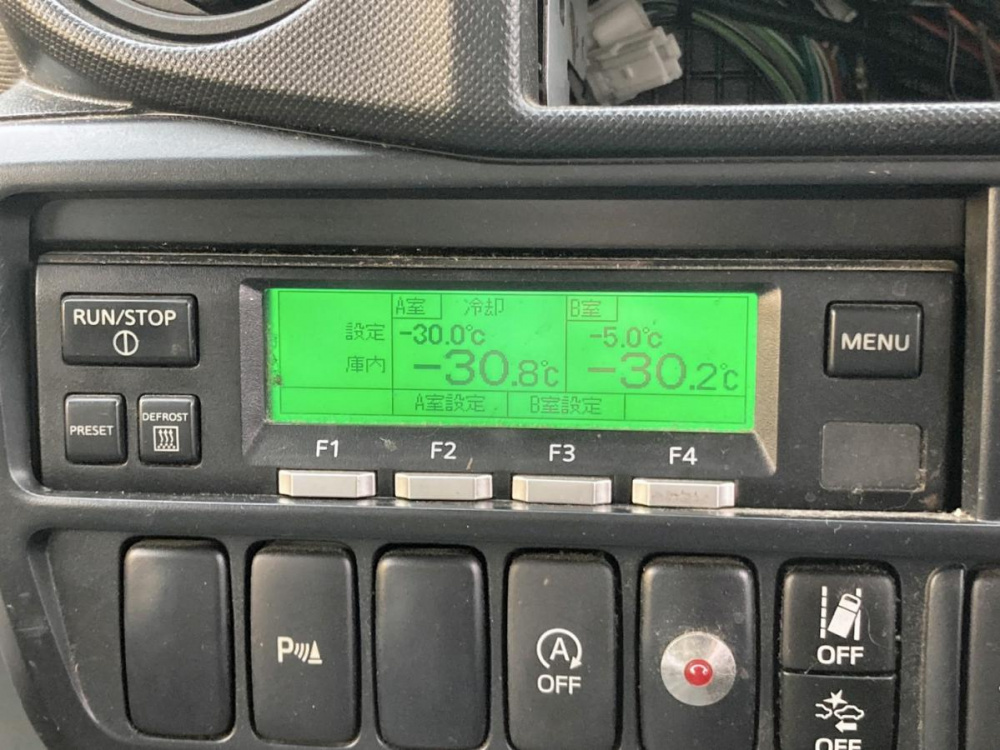 RUN/STOP
PRESET
DEFROST
A室 冷却 B室
設定 -30.0℃ -5.0℃
庫内 -30.8℃ -30.2℃
A室設定 B室設定
F1 F2 F3 F4
MENU
P
A
OFF
OFF
OFF